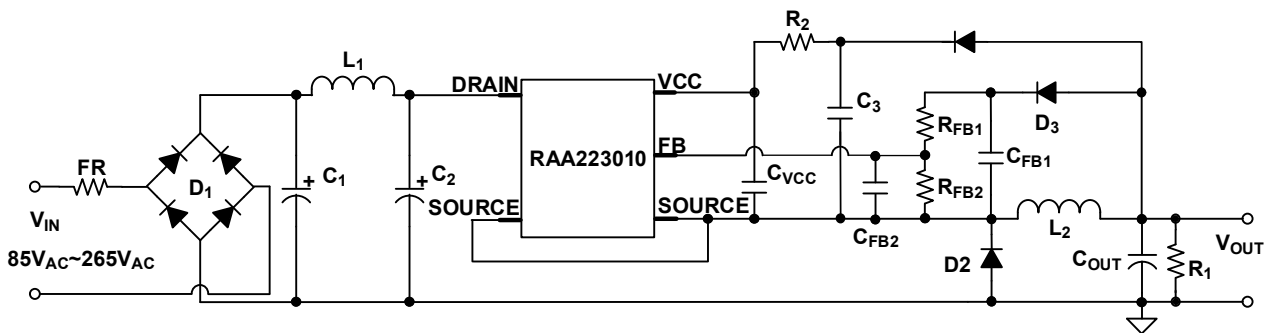 R2
L1
DRAIN
VCC
C3
RFB1
D3
FR
RAA223010
FB
CFB1
D1
C1
C2
CVCC
RFB2
VIN
SOURCE
SOURCE
CFB2
L2
85VAC~265VAC
D2
COUT
R1
VOUT